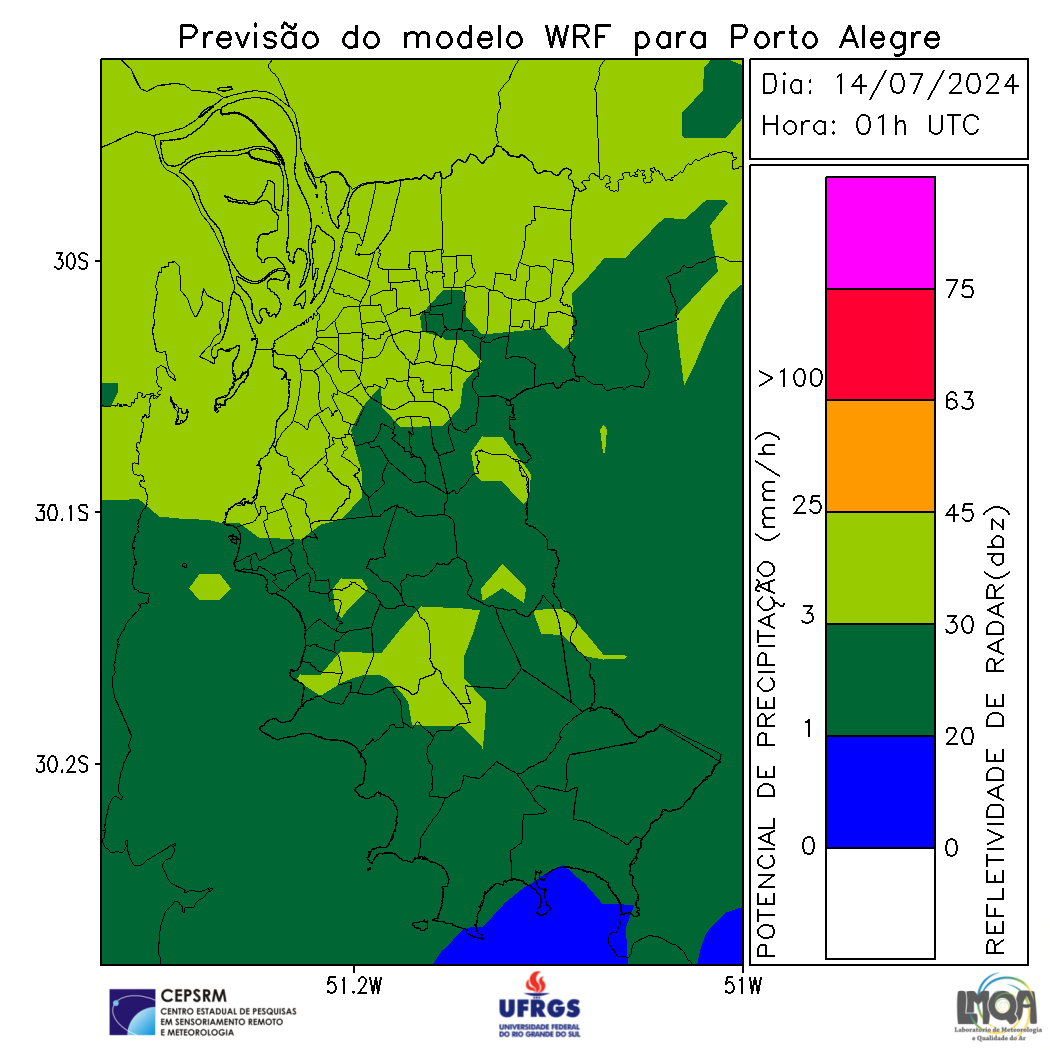 Previsão do modelo WRF para Porto Alegre
Dia: 14/07/2024
Hora: 01h UTC
30S
30.1S
30.2S
51.2W
51W
POTENCIAL DE PRECIPITAÇÃO (mm/h)
>100
25
3
1
0
75
63
45
30
20
0
REFLETIVIDADE DE RADAR(dbz)
CEPSRM
CENTRO ESTADUAL DE PESQUISAS
EM SENSORIAMENTO REMOTO
E METEOROLOGIA
UFRGS
UNIVERSIDADE FEDERAL
DO RIO GRANDE DO SUL
LMQA
Laboratório de Meteorologia
e Qualidade do Ar